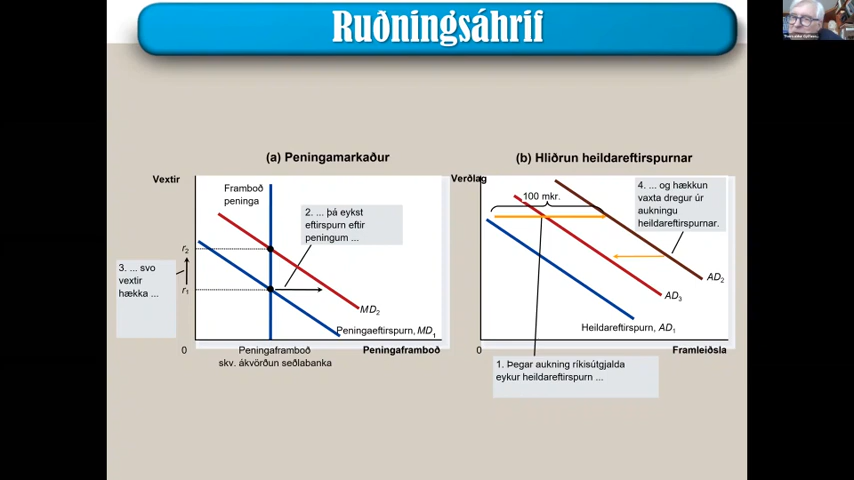 Ruðningsáhrif
(a) Peningamarkaður
Vextir
Framboð
peninga
2. ... þá eykst
eftirspurn eftir
peningum ...
r2
3. ... svo
vextir
hækka ...
r1
MD2
Peningaeftirspurn, MD1
0
Peningaframboð
skv. ákvörðun seðlabanka
Peningaframboð
(b) Hliðrun heildareftirspurnar
Verðlag
100 mkr.
4. ... og hækkun
vaxta dregur úr
aukningu
heildareftirspurnar.
AD2
AD3
Heildareftirspurn, AD1
0
Framleiðsla
1. Þegar aukning ríkisútgjalda
eykur heildareftirspurn ...